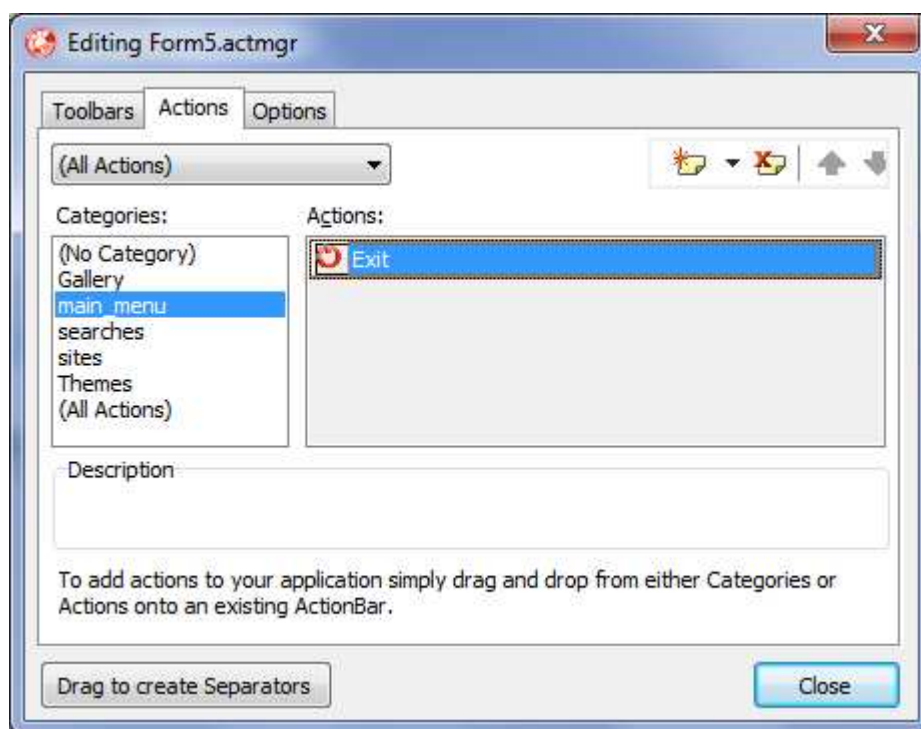 Editing Form5.actmgr
Toolbars Actions Options
(All Actions)
Categories: Actions:
(No Category) Exit
Gallery
main_menu
searches
sites
Themes
(All Actions)
Description
To add actions to your application simply drag and drop from either Categories or
Actions onto an existing ActionBar.
Drag to create Separators Close